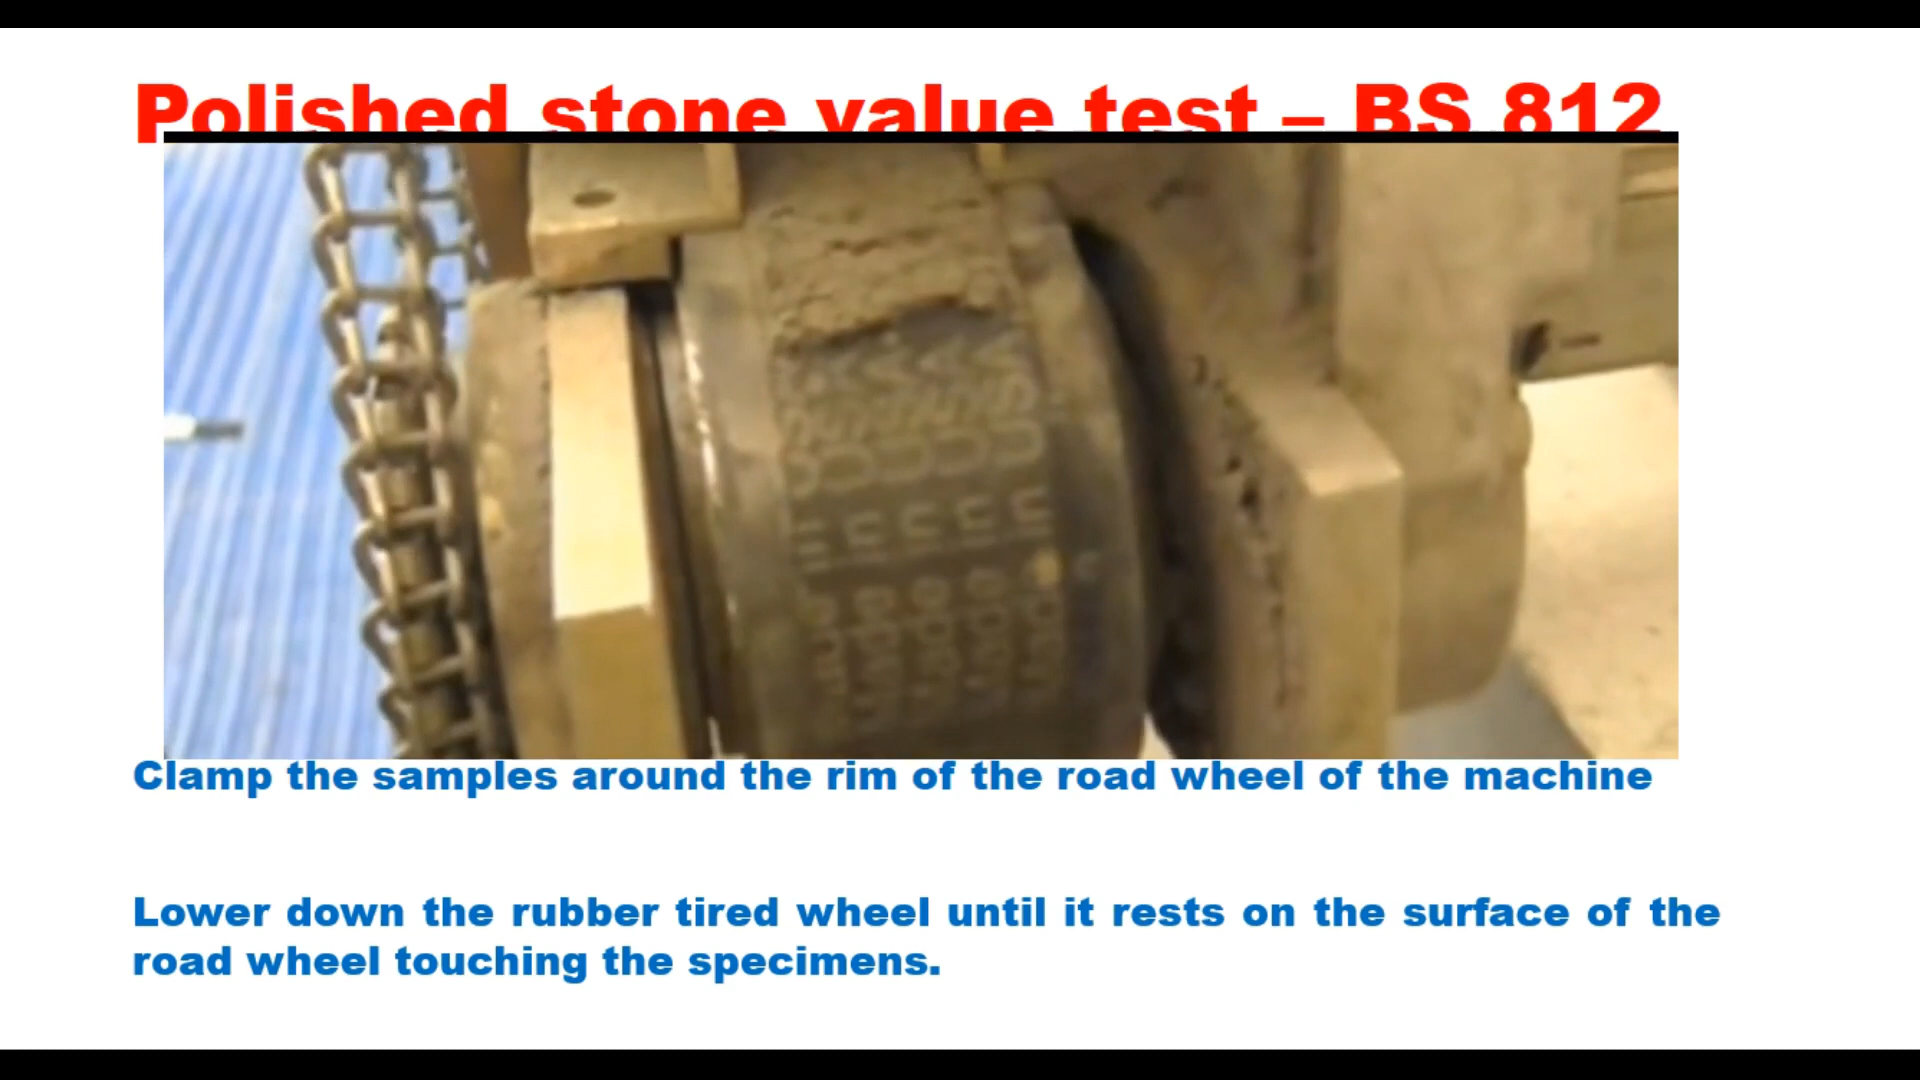 Polished stone value test – BS 812
Clamp the samples around the rim of the road wheel of the machine
Lower down the rubber tired wheel until it rests on the surface of the
road wheel touching the specimens.